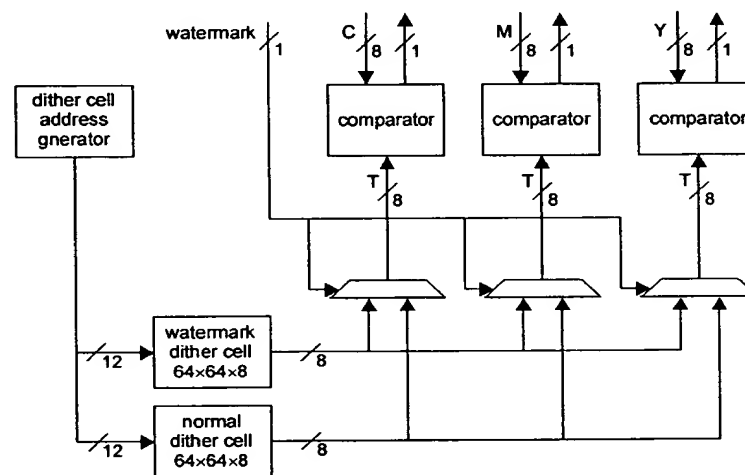 watermark 1 C 8 1 M 8 1 Y 8 1
dither cell
address
gnerator
comparator comparator comparator
T 8 T 8 T 8
watermark
dither cell
64×64×8
12 8
normal
dither cell
64×64×8
12 8